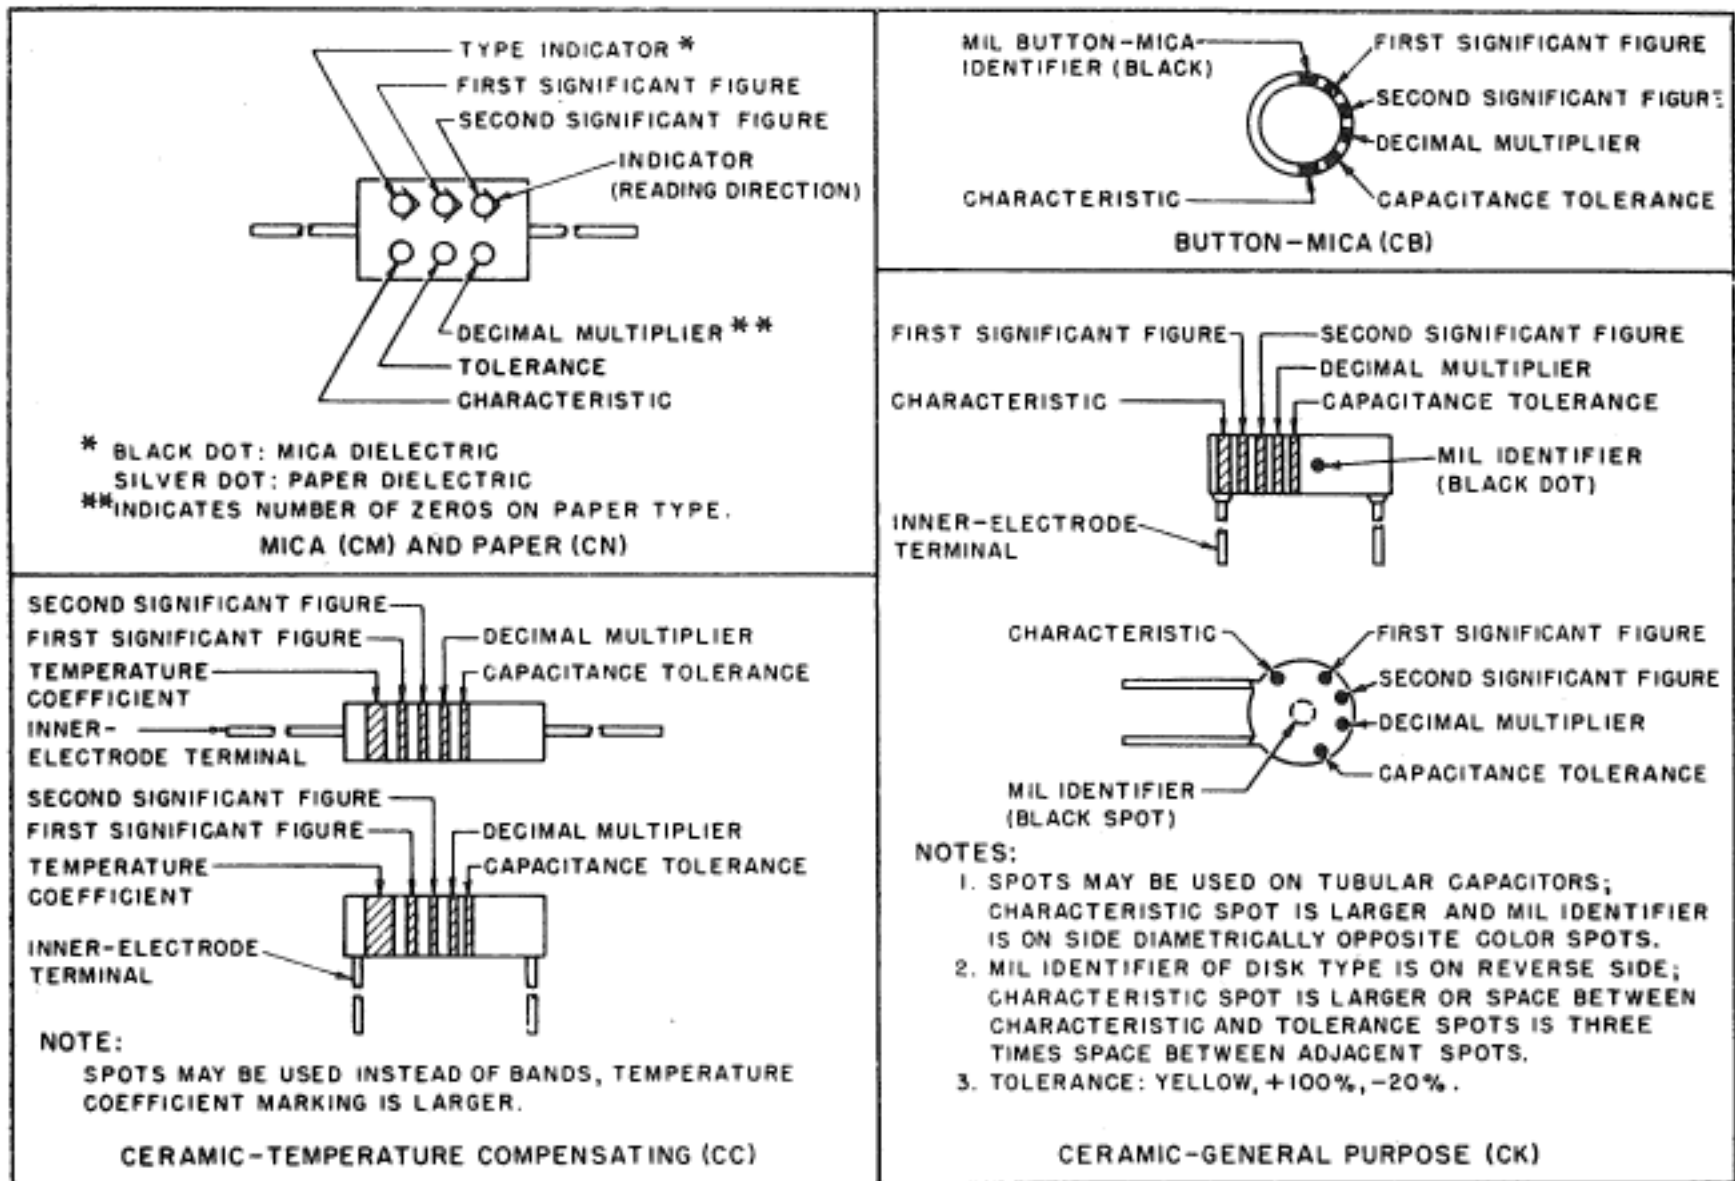 TYPE INDICATOR*
FIRST SIGNIFICANT FIGURE
SECOND SIGNIFICANT FIGURE
INDICATOR
(READING DIRECTION)
DECIMAL MULTIPLIER**
TOLERANCE
CHARACTERISTIC
* BLACK DOT: MICA DIELECTRIC
SILVER DOT: PAPER DIELECTRIC
**INDICATES NUMBER OF ZEROS ON PAPER TYPE.
MICA (CM) AND PAPER (CN)
MIL BUTTON-MICA
IDENTIFIER (BLACK)
FIRST SIGNIFICANT FIGURE
SECOND SIGNIFICANT FIGURE
DECIMAL MULTIPLIER
CHARACTERISTIC
CAPACITANCE TOLERANCE
BUTTON-MICA (CB)
SECOND SIGNIFICANT FIGURE
FIRST SIGNIFICANT FIGURE
DECIMAL MULTIPLIER
TEMPERATURE
COEFFICIENT
CAPACITANCE TOLERANCE
INNER-
ELECTRODE TERMINAL
SECOND SIGNIFICANT FIGURE
FIRST SIGNIFICANT FIGURE
DECIMAL MULTIPLIER
TEMPERATURE
COEFFICIENT
CAPACITANCE TOLERANCE
INNER-ELECTRODE
TERMINAL
NOTE:
SPOTS MAY BE USED INSTEAD OF BANDS, TEMPERATURE
COEFFICIENT MARKING IS LARGER.
CERAMIC-TEMPERATURE COMPENSATING (CC)
FIRST SIGNIFICANT FIGURE
SECOND SIGNIFICANT FIGURE
DECIMAL MULTIPLIER
CHARACTERISTIC
CAPACITANCE TOLERANCE
MIL IDENTIFIER
(BLACK DOT)
INNER-ELECTRODE
TERMINAL
CHARACTERISTIC
FIRST SIGNIFICANT FIGURE
SECOND SIGNIFICANT FIGURE
DECIMAL MULTIPLIER
CAPACITANCE TOLERANCE
MIL IDENTIFIER
(BLACK SPOT)
NOTES:
1. SPOTS MAY BE USED ON TUBULAR CAPACITORS;
CHARACTERISTIC SPOT IS LARGER AND MIL IDENTIFIER
IS ON SIDE DIAMETRICALLY OPPOSITE COLOR SPOTS.
2. MIL IDENTIFIER OF DISK TYPE IS ON REVERSE SIDE;
CHARACTERISTIC SPOT IS LARGER OR SPACE BETWEEN
CHARACTERISTIC AND TOLERANCE SPOTS IS THREE
TIMES SPACE BETWEEN ADJACENT SPOTS.
3. TOLERANCE: YELLOW, +100%, -20%.
CERAMIC-GENERAL PURPOSE (CK)